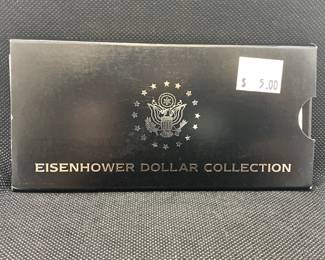 $ 5.00
EISENHOWER DOLLAR COLLECTION